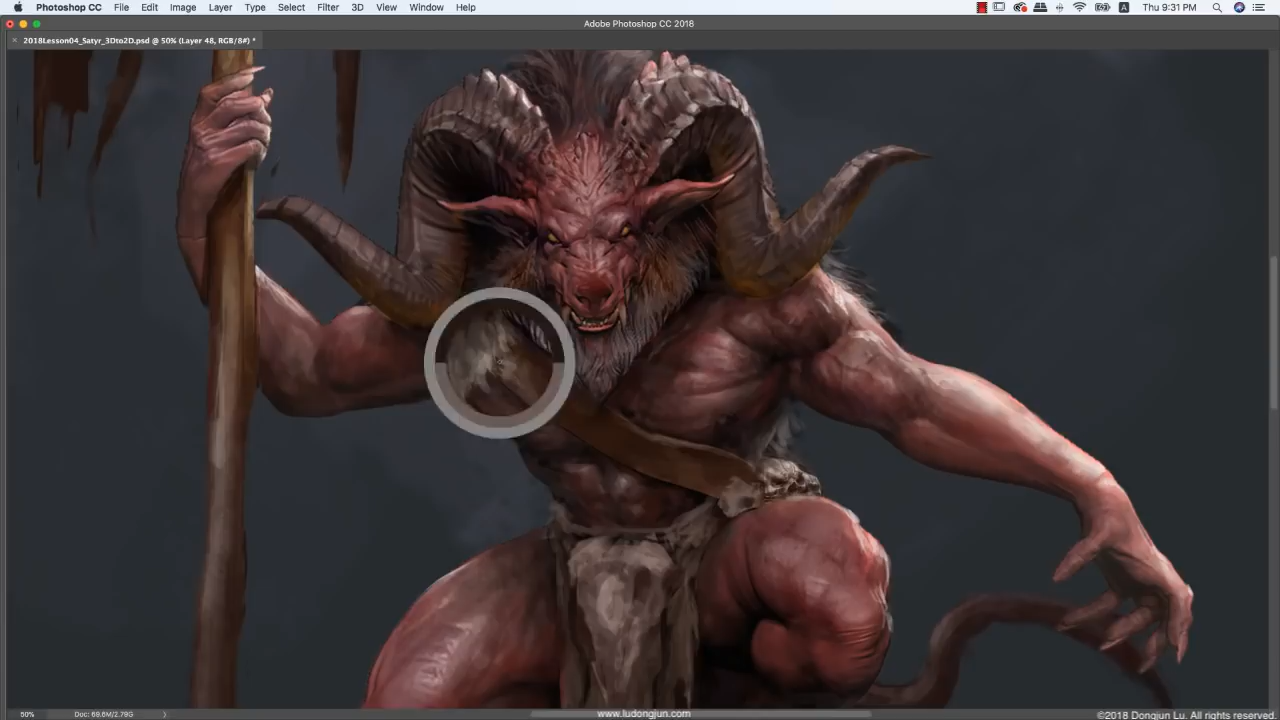 Photoshop CC File Edit Image Layer Type Select Filter 3D View Window Help A Thu 9:31 PM
Adobe Photoshop CC 2018
2018Lesson04_Satyr_3Dto2D.psd @ 50% (Layer 48, RGB/8#) *
50% Doc: 69.6M/2.79G www.ludongjun.com ©2018 Dongjun Lu. All rights reserved.